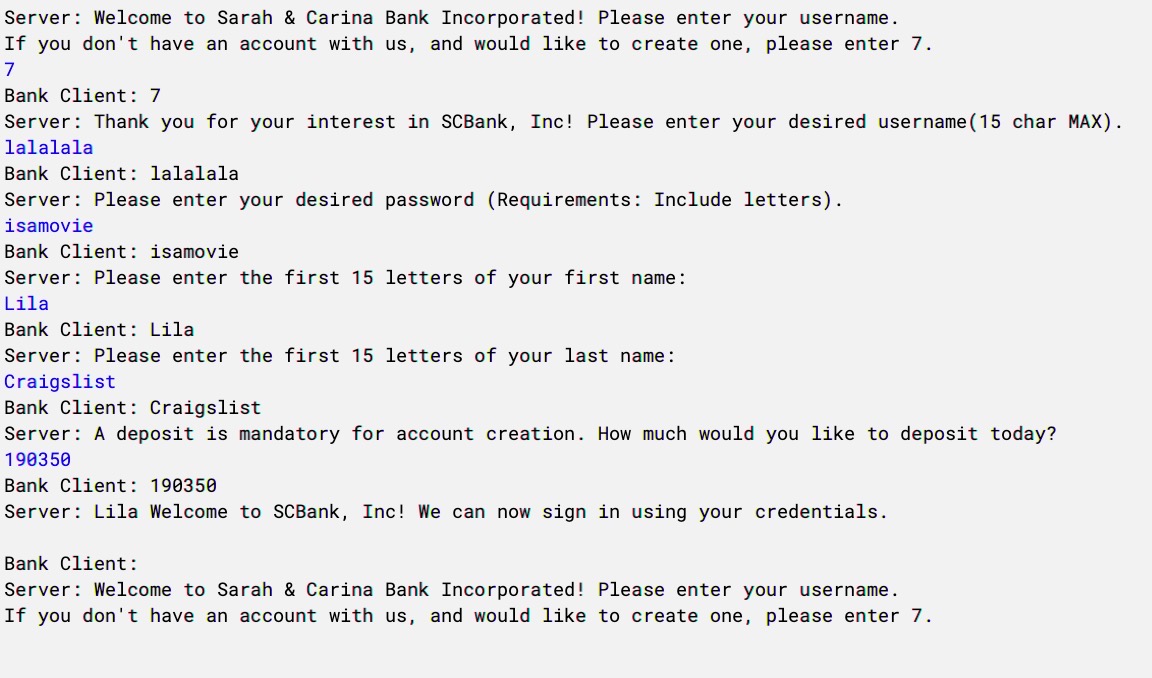 Server: Welcome to Sarah & Carina Bank Incorporated! Please enter your username.
If you don't have an account with us, and would like to create one, please enter 7.
7
Bank Client: 7
Server: Thank you for your interest in SCBank, Inc! Please enter your desired username(15 char MAX).
lalalala
Bank Client: lalalala
Server: Please enter your desired password (Requirements: Include letters).
isamovie
Bank Client: isamovie
Server: Please enter the first 15 letters of your first name:
Lila
Bank Client: Lila
Server: Please enter the first 15 letters of your last name:
Craigslist
Bank Client: Craigslist
Server: A deposit is mandatory for account creation. How much would you like to deposit today?
190350
Bank Client: 190350
Server: Lila Welcome to SCBank, Inc! We can now sign in using your credentials.
Bank Client:
Server: Welcome to Sarah & Carina Bank Incorporated! Please enter your username.
If you don't have an account with us, and would like to create one, please enter 7.